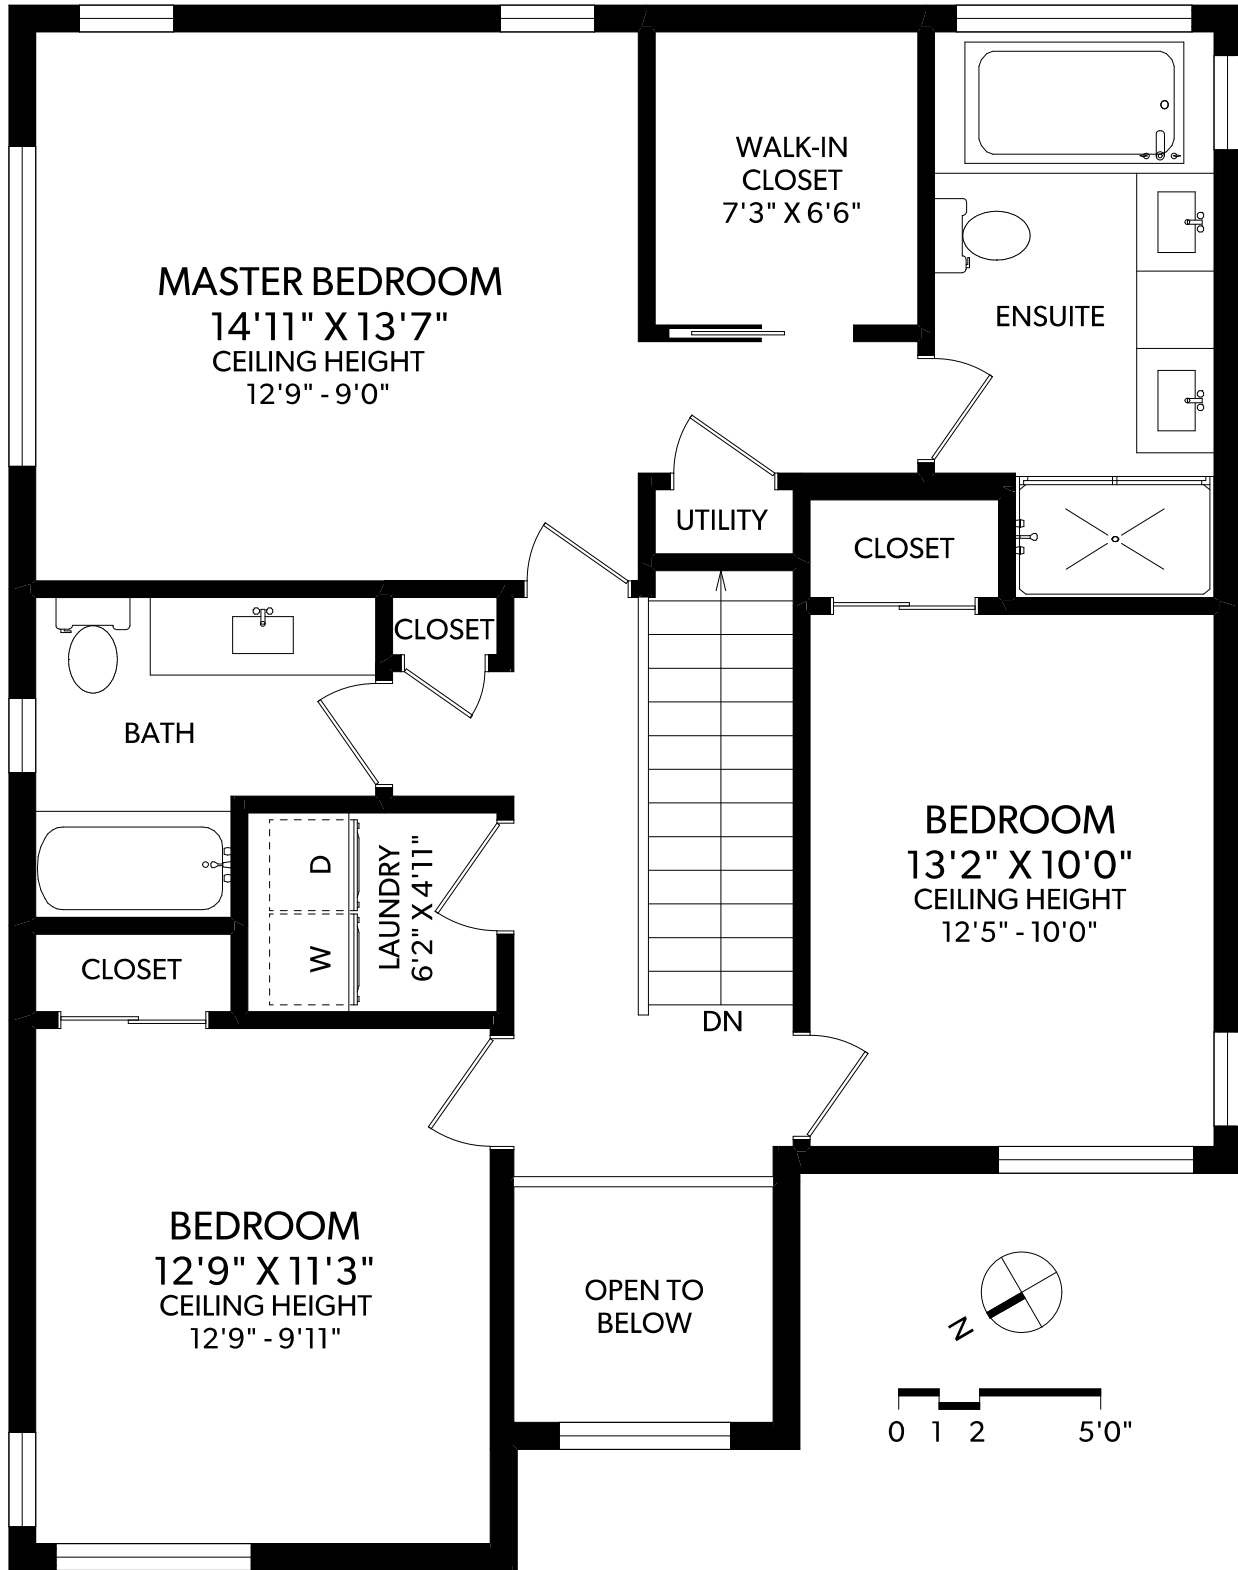 WALK-IN
CLOSET
7'3" X 6'6"
MASTER BEDROOM
14'11" X 13'7"
CEILING HEIGHT
12'9" - 9'0"
ENSUITE
UTILITY
CLOSET
CLOSET
BATH
BEDROOM
13'2" X 10'0"
CEILING HEIGHT
12'5" - 10'0"
D
W
LAUNDRY
6'2" X 4'11"
CLOSET
DN
BEDROOM
12'9" X 11'3"
CEILING HEIGHT
12'9" - 9'11"
OPEN TO
BELOW
N
0 1 2 5'0"